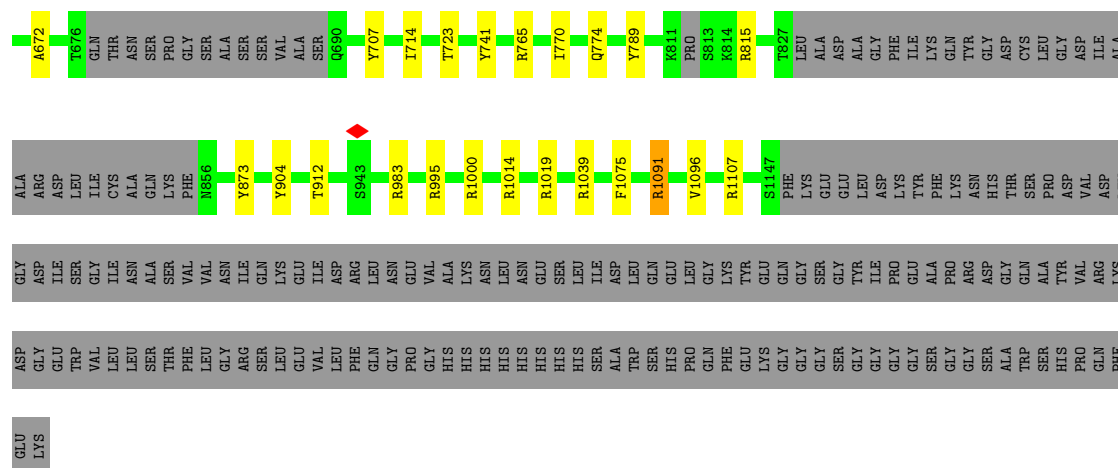 A672 T676 GLN THR ASN SER PRO GLY SER ALA SER SER VAL ALA SER Q690 Y707 I714 T723 Y741 R765 I770 Q774 Y789 K811 PRO S813 K814 R815 T827 LEU ALA ASP ALA GLY PHE ILE LYS GLN TYR GLY ASP CYS LEU GLY ASP ILE ALA
ALA ARG ASP LEU ILE CYS ALA GLN LYS PHE N856 Y873 Y904 T912 S943 R983 R995 R1000 R1014 R1019 R1039 F1075 R1091 V1096 R1107 S1147 PHE LYS GLU GLU LEU ASP LYS TYR PHE LYS ASN HIS THR SER PRO ASP VAL ASP
GLY ASP ILE SER GLY ILE ASN ALA SER VAL VAL ASN ILE GLN LYS GLU ILE ASP ARG LEU ASN GLU VAL ALA LYS ASN LEU ASN GLU SER LEU ILE ASP LEU GLN GLU LEU GLY LYS TYR GLU GLN GLY SER GLY TYR ILE PRO GLU ALA PRO ARG ASP GLY GLN ALA TYR VAL ARG LYS
ASP GLY GLU TRP VAL LEU LEU SER THR PHE LEU GLY ARG SER LEU GLU VAL LEU PHE GLN GLY PRO GLY HIS HIS HIS HIS HIS HIS HIS HIS SER ALA TRP SER HIS PRO GLN PHE GLU LYS GLY GLY GLY SER GLY GLY GLY GLY SER GLY GLY SER ALA TRP SER HIS PRO GLN PHE
GLU LYS